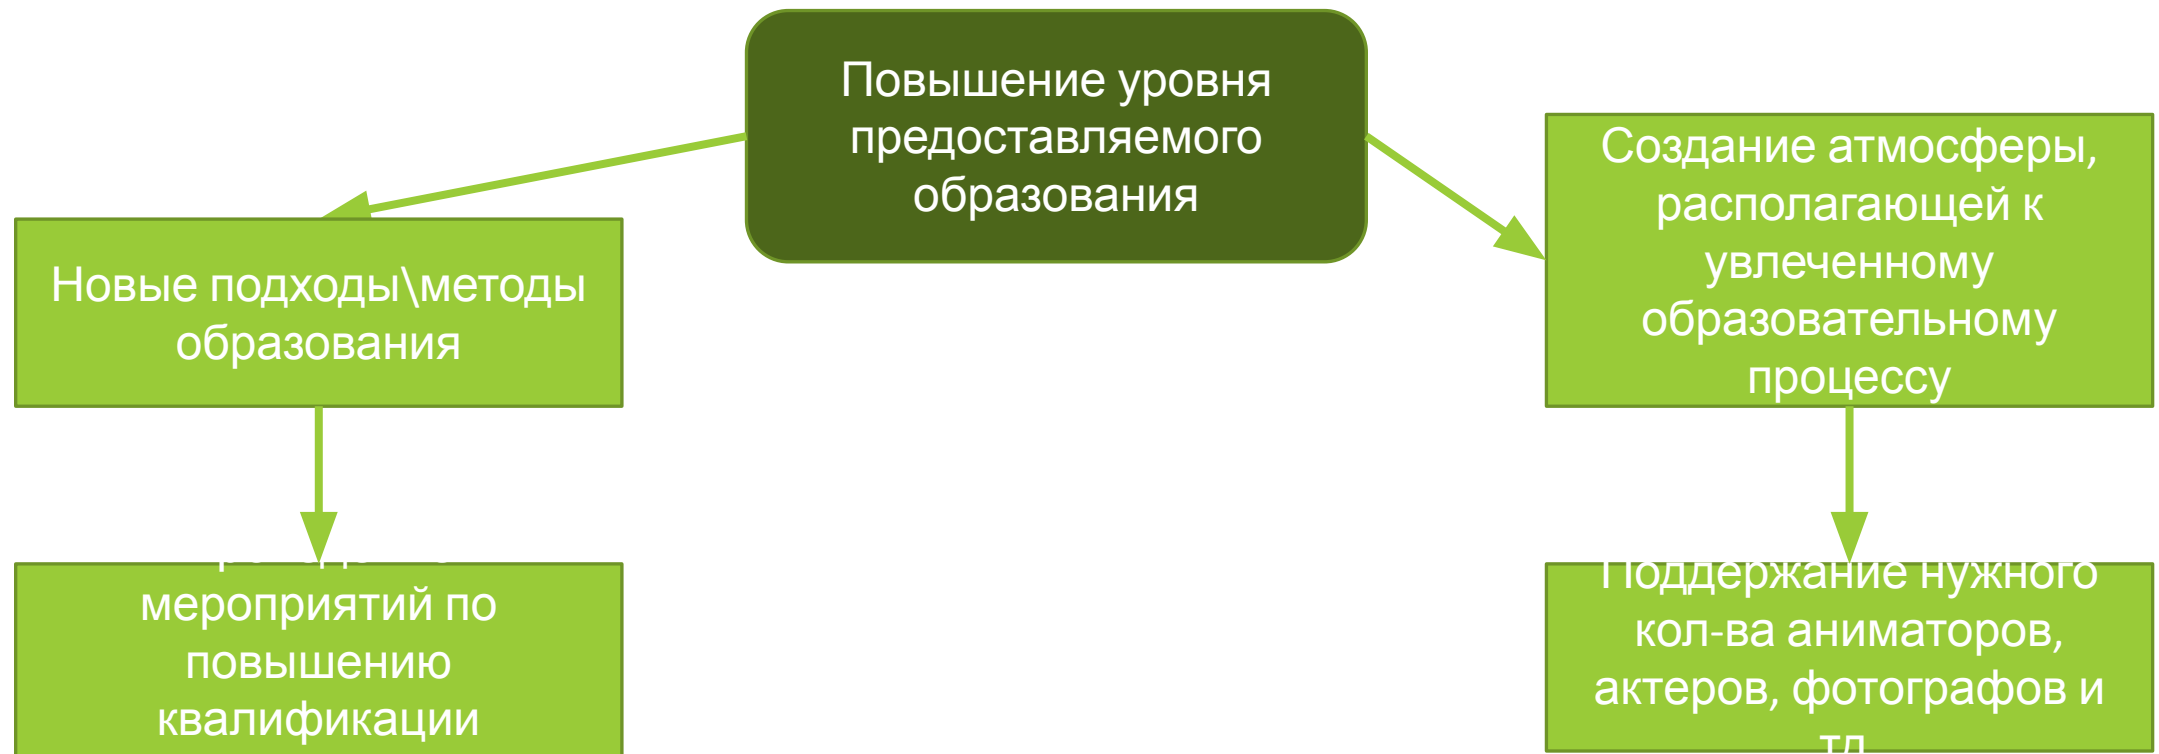 Повышение уровня
предоставляемого
образования
Создание атмосферы,
располагающей к
увлеченному
образовательному
процессу
Новые подходы\методы
образования
мероприятий по
повышению
квалификации
Поддержание нужного
кол-ва аниматоров,
актеров, фотографов и
тд